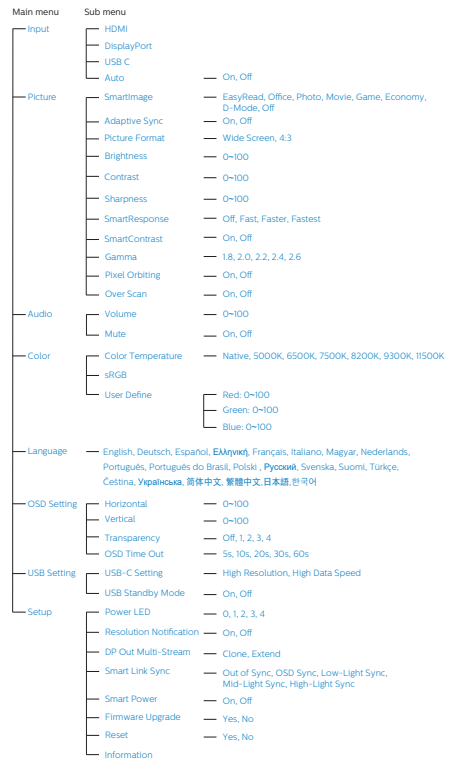 Main menu Sub menu
Input HDMI
DisplayPort
USB C
Auto On, Off
Picture SmartImage EasyRead, Office, Photo, Movie, Game, Economy,
D-Mode, Off
Adaptive Sync On, Off
Picture Format Wide Screen, 4:3
Brightness 0~100
Contrast 0~100
Sharpness 0~100
SmartResponse Off, Fast, Faster, Fastest
SmartContrast On, Off
Gamma 1.8, 2.0, 2.2, 2.4, 2.6
Pixel Orbiting On, Off
Over Scan On, Off
Audio Volume 0~100
Mute On, Off
Color Color Temperature Native, 5000K, 6500K, 7500K, 8200K, 9300K, 11500K
sRGB
User Define Red: 0~100
Green: 0~100
Blue: 0~100
Language English, Deutsch, Español, Ελληνική, Français, Italiano, Magyar, Nederlands,
Português, Português do Brasil, Polski , Русский, Svenska, Suomi, Türkçe,
Čeština, Українська, 简体中文, 繁體中文,日本語,한국어
OSD Setting Horizontal 0~100
Vertical 0~100
Transparency Off, 1, 2, 3, 4
OSD Time Out 5s, 10s, 20s, 30s, 60s
USB Setting USB-C Setting High Resolution, High Data Speed
USB Standby Mode On, Off
Setup Power LED 0, 1, 2, 3, 4
Resolution Notification On, Off
DP Out Multi-Stream Clone, Extend
Smart Link Sync Out of Sync, OSD Sync, Low-Light Sync,
Mid-Light Sync, High-Light Sync
Smart Power On, Off
Firmware Upgrade Yes, No
Reset Yes, No
Information